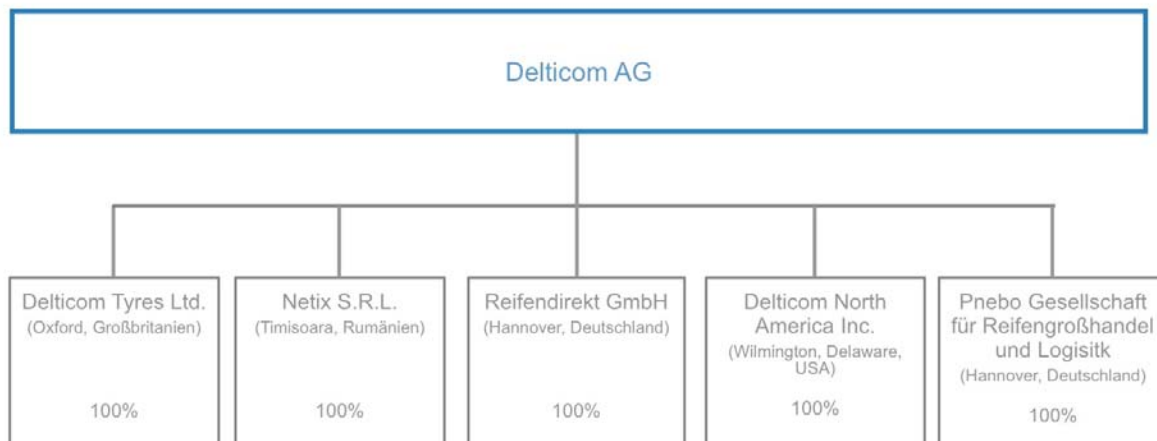 Delticom AG
Delticom Tyres Ltd.
(Oxford, Großbritanien)
100%
Netix S.R.L.
(Timisoara, Rumänien)
100%
Reifendirekt GmbH
(Hannover, Deutschland)
100%
Delticom North
America Inc.
(Wilmington, Delaware,
USA)
100%
Pnebo Gesellschaft
für Reifengroßhandel
und Logisitk
(Hannover, Deutschland)
100%